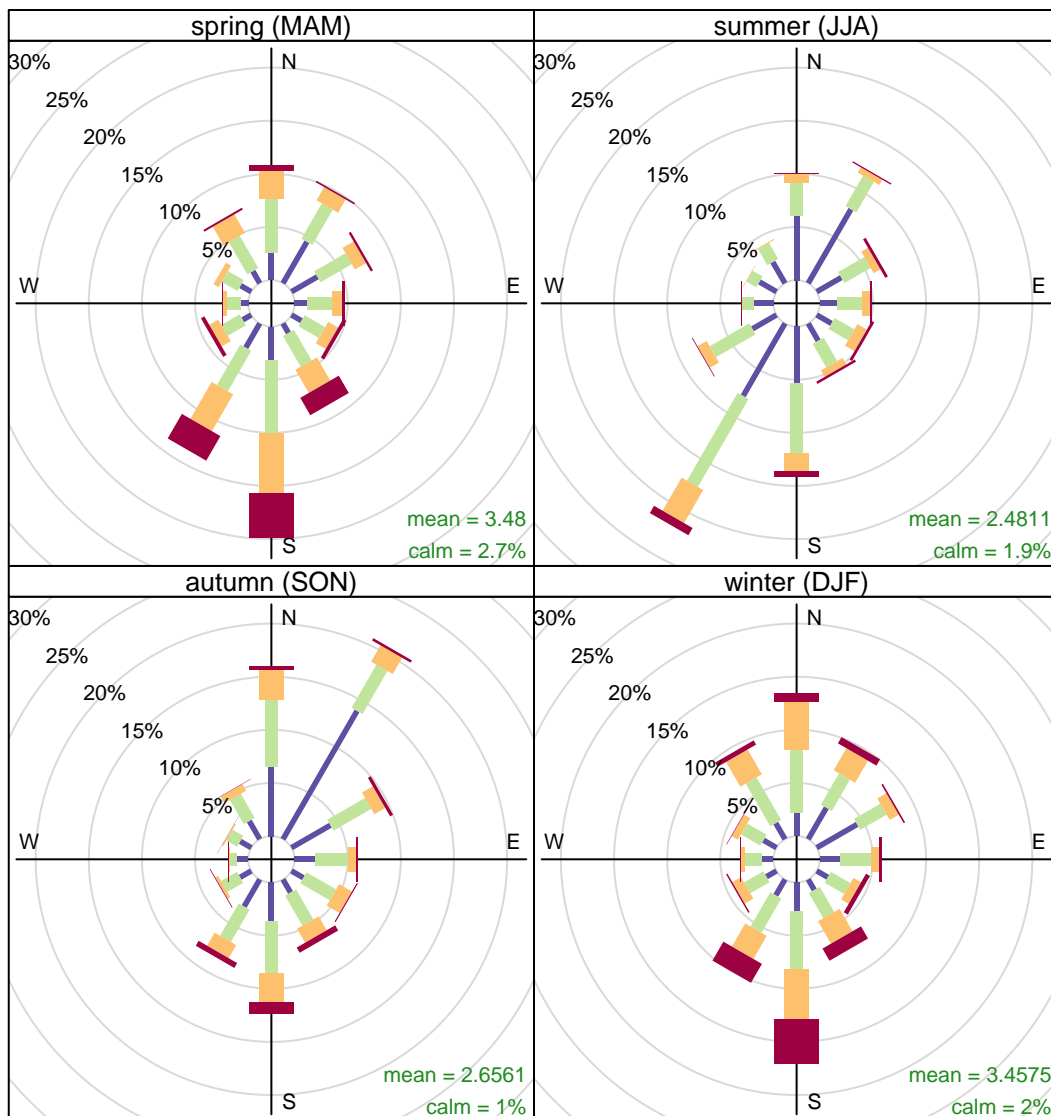 spring (MAM)
30%
25%
20%
15%
10%
5%
N
W
E
S
mean = 3.48
calm = 2.7%
summer (JJA)
30%
25%
20%
15%
10%
5%
N
W
E
S
mean = 2.4811
calm = 1.9%
autumn (SON)
30%
25%
20%
15%
10%
5%
N
W
E
S
mean = 2.6561
calm = 1%
winter (DJF)
30%
25%
20%
15%
10%
5%
N
W
E
S
mean = 3.4575
calm = 2%